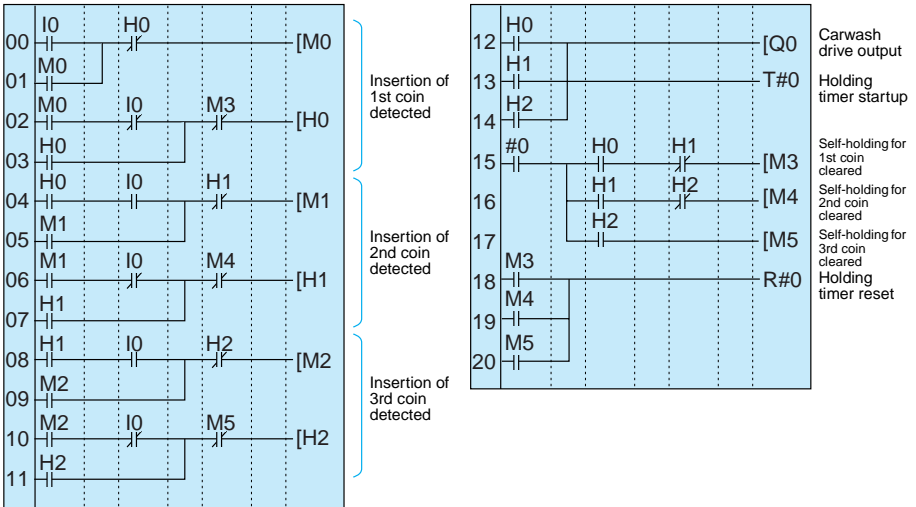 I0 H0
00 [M0
M0
01
M0 I0 M3
02 [H0
H0
03
Insertion of
1st coin
detected
H0 I0 H1
04 [M1
M1
05
M1 I0 M4
06 [H1
H1
07
Insertion of
2nd coin
detected
H1 I0 H2
08 [M2
M2
09
M2 I0 M5
10 [H2
H2
11
Insertion of
3rd coin
detected
H0
12 [Q0
Carwash
drive output
H1
13 T#0
Holding
timer startup
H2
14
#0 H0 H1
15 [M3
Self-holding for
1st coin
cleared
H1 H2
16 [M4
Self-holding for
2nd coin
cleared
H2
17 [M5
Self-holding for
3rd coin
cleared
M3
18 R#0
Holding
timer reset
M4
19
M5
20